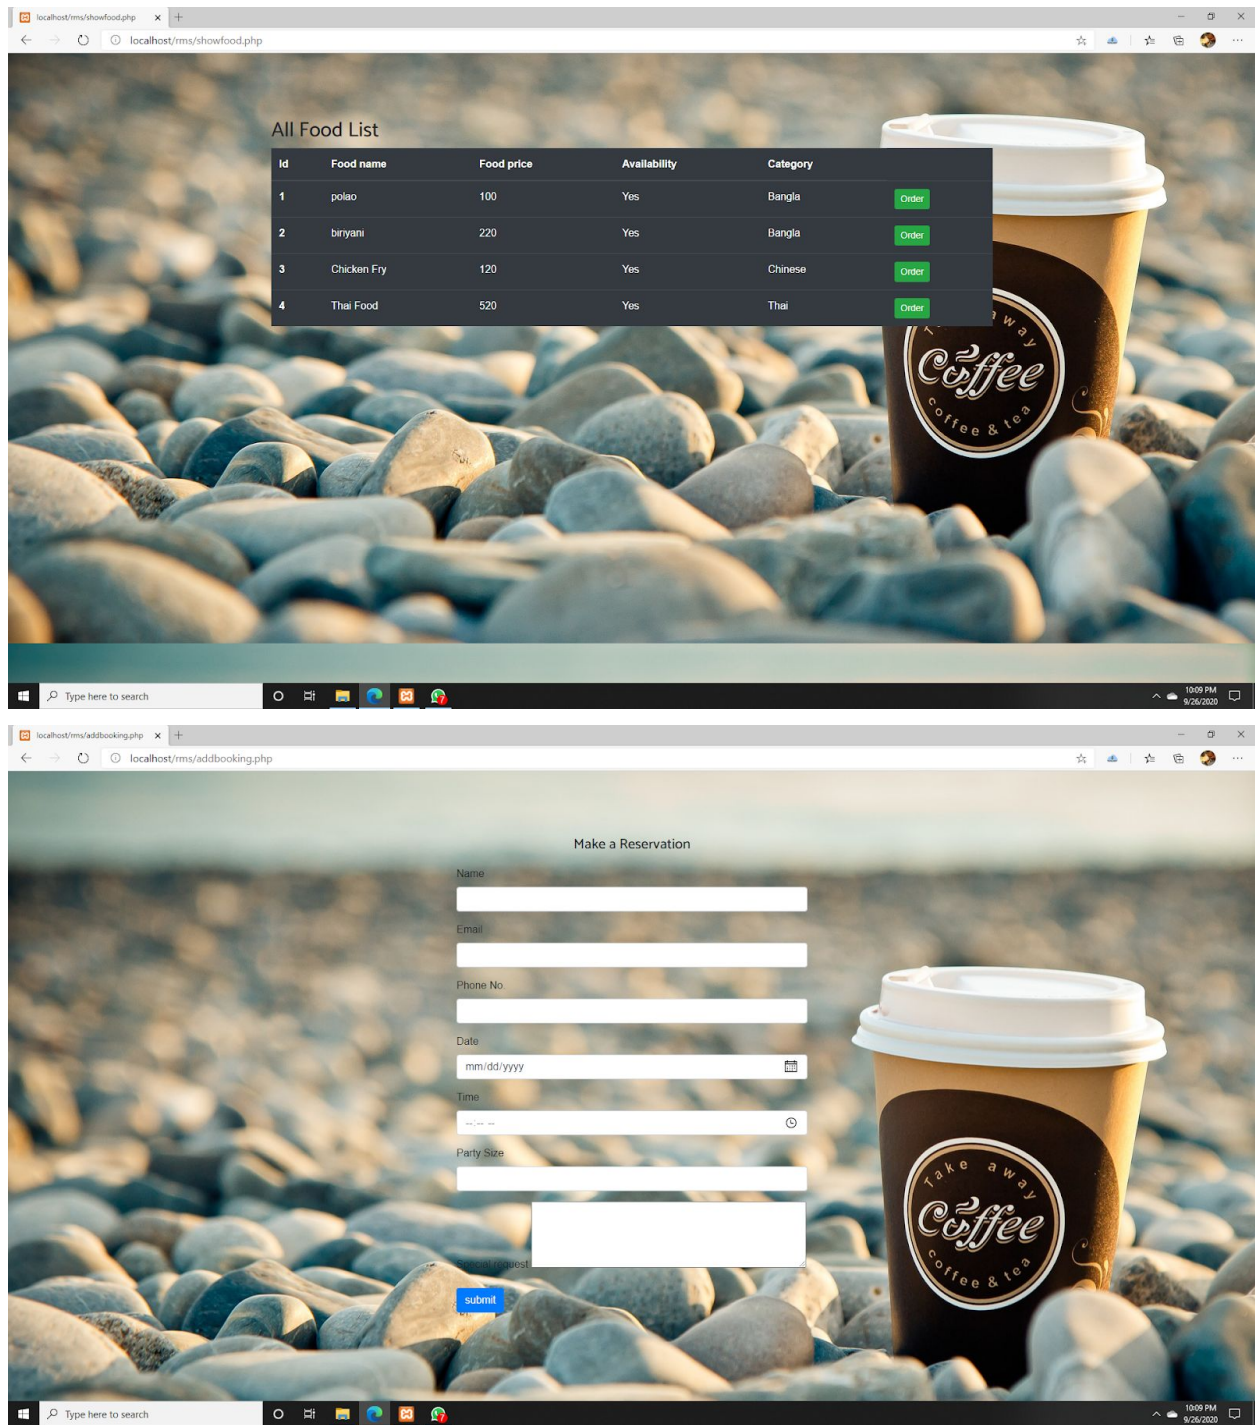 localhost/rms/showfood.php
localhost/rms/showfood.php
All Food List
Id Food name Food price Availability Category
1 polao 100 Yes Bangla Order
2 biriyani 220 Yes Bangla Order
3 Chicken Fry 120 Yes Chinese Order
4 Thai Food 520 Yes Thai Order
away
Coffee
coffee & tea
Type here to search
7
10:09 PM
9/26/2020
localhost/rms/addbooking.php
localhost/rms/addbooking.php
Make a Reservation
Name
Email
Phone No.
Date
mm/dd/yyyy
Time
--:-- --
Party Size
Special request
submit
Take away
Coffee
coffee & tea
Type here to search
7
10:09 PM
9/26/2020